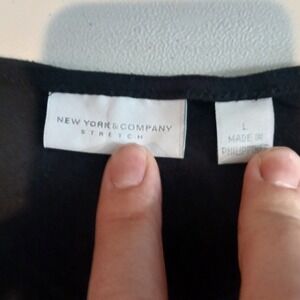 NEW YORK & COMPANY
STRETCH
L
MADE IN
PHILIPPINES